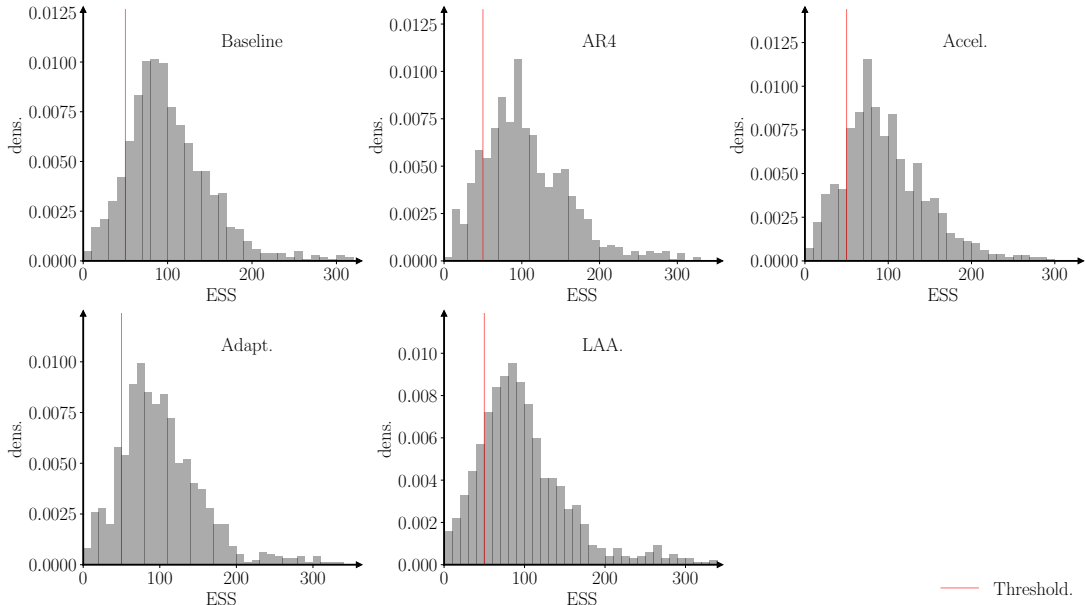 Baseline
dens.
0.0125
0.0100
0.0075
0.0050
0.0025
0.0000
0 100 200 300
ESS
AR4
dens.
0.0125
0.0100
0.0075
0.0050
0.0025
0.0000
0 100 200 300
ESS
Accel.
dens.
0.0125
0.0100
0.0075
0.0050
0.0025
0.0000
0 100 200 300
ESS
Adapt.
dens.
0.0100
0.0075
0.0050
0.0025
0.0000
0 100 200 300
ESS
LAA.
dens.
0.010
0.008
0.006
0.004
0.002
0.000
0 100 200 300
ESS
Threshold.